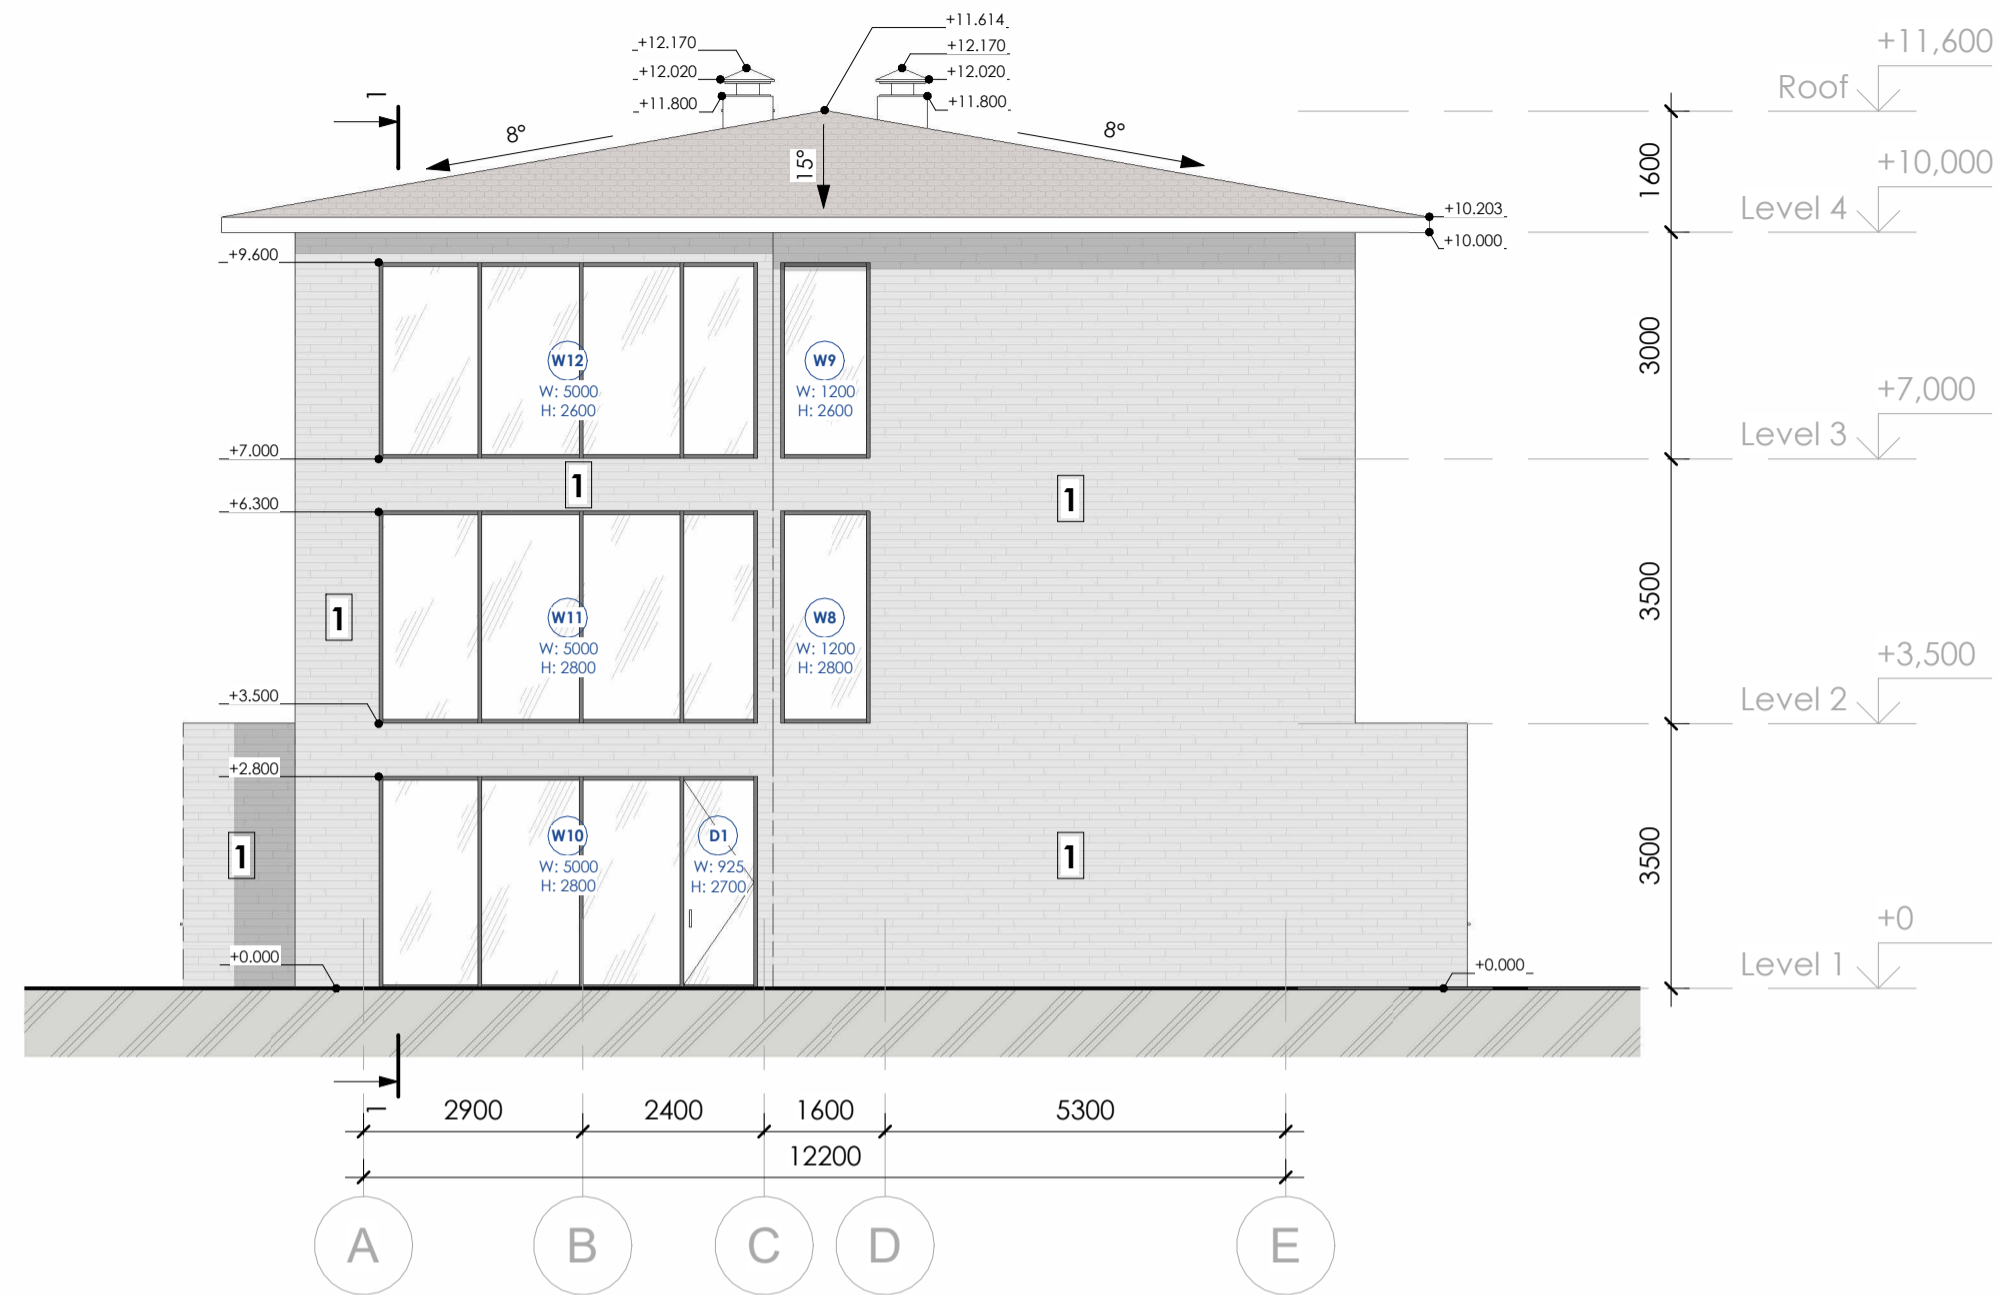 +11.614
+12.170
+12.170
+12.020
+12.020
+11.800
+11.800
+11,600
Roof
1
8°
8°
15°
1600
+10,000
Level 4
+10.203
+10.000
+9.600
W12
W: 5000
H: 2600
W9
W: 1200
H: 2600
3000
+7,000
Level 3
+7.000
1
1
+6.300
W11
W: 5000
H: 2800
W8
W: 1200
H: 2800
1
3500
+3,500
Level 2
+3.500
+2.800
W10
W: 5000
H: 2800
D1
W: 925
H: 2700
1
1
3500
+0
Level 1
+0.000
+0.000
1
2900
2400
1600
5300
12200
A
B
C
D
E